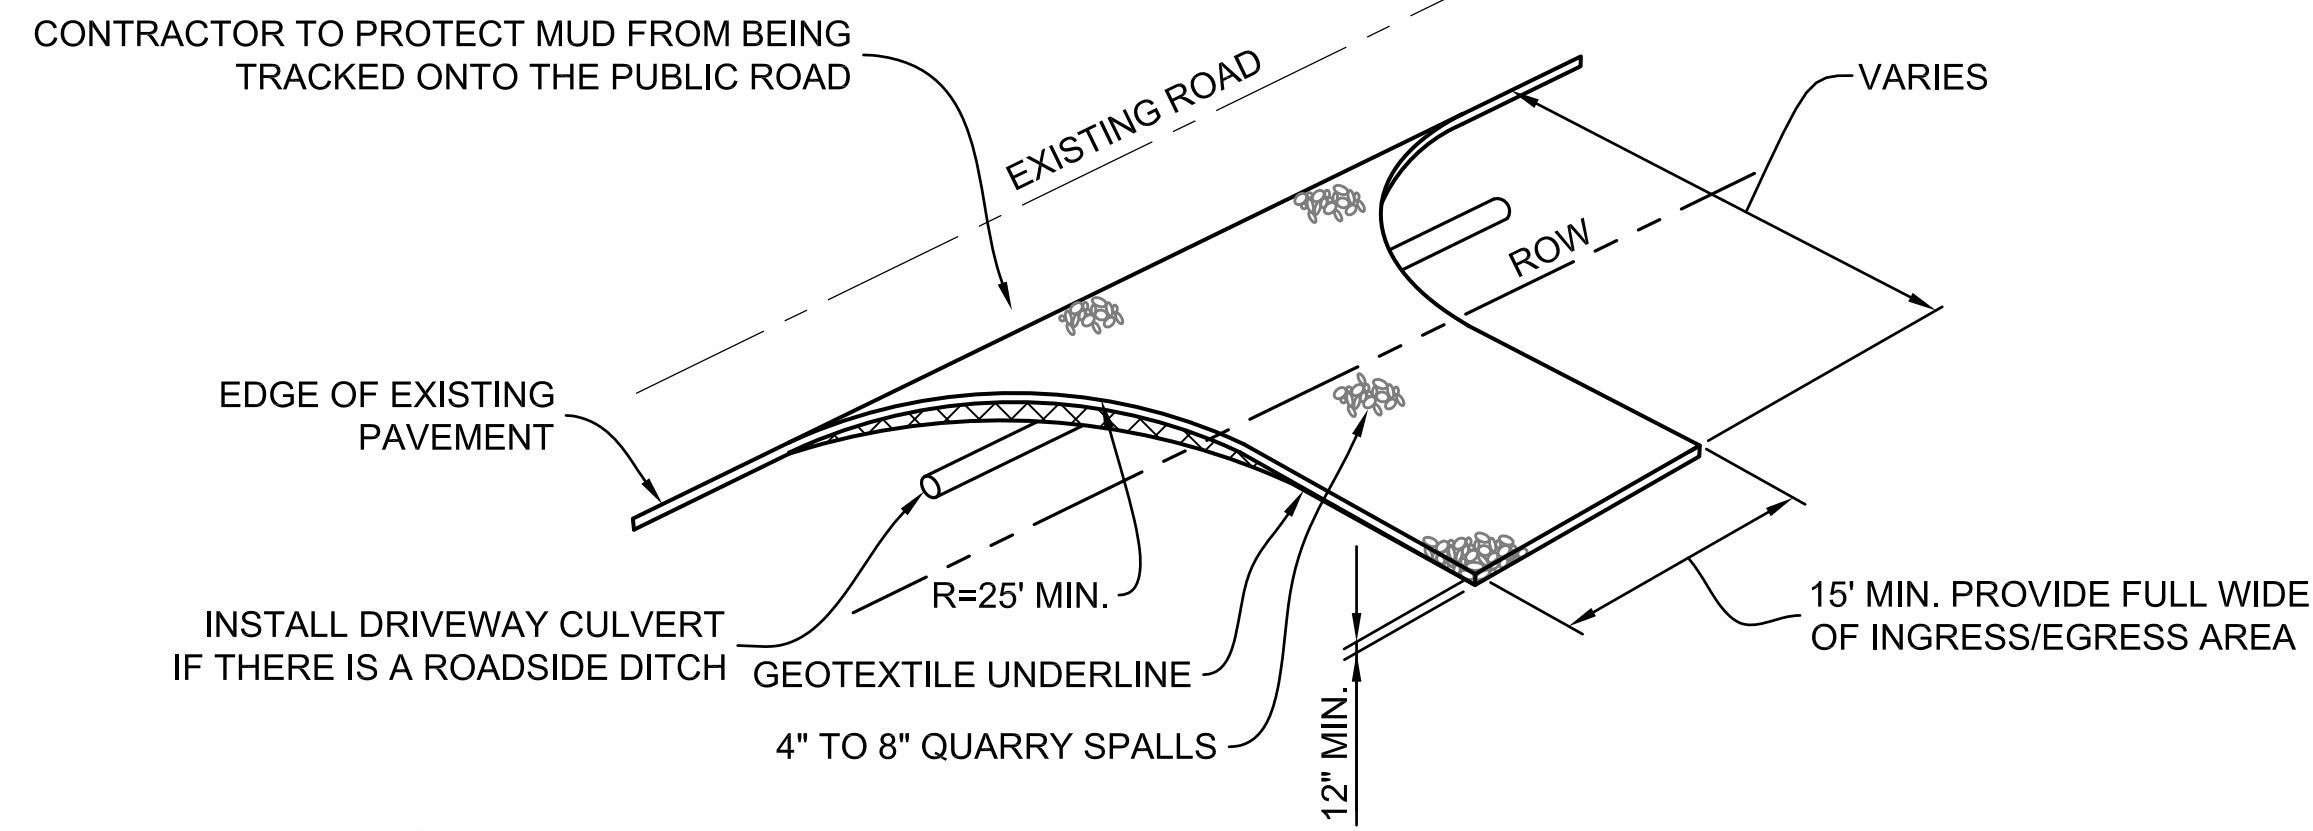 CONTRACTOR TO PROTECT MUD FROM BEING
TRACKED ONTO THE PUBLIC ROAD
EXISTING ROAD
VARIES
ROW
EDGE OF EXISTING
PAVEMENT
R=25' MIN.
INSTALL DRIVEWAY CULVERT
IF THERE IS A ROADSIDE DITCH
GEOTEXTILE UNDERLINE
4" TO 8" QUARRY SPALLS
12" MIN.
15' MIN. PROVIDE FULL WIDE
OF INGRESS/EGRESS AREA